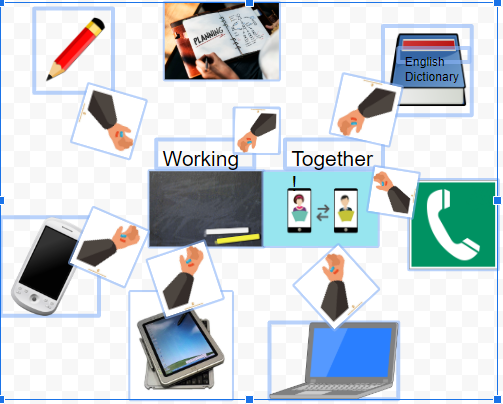 PLANNING
English
Dictionary
Working Together
!